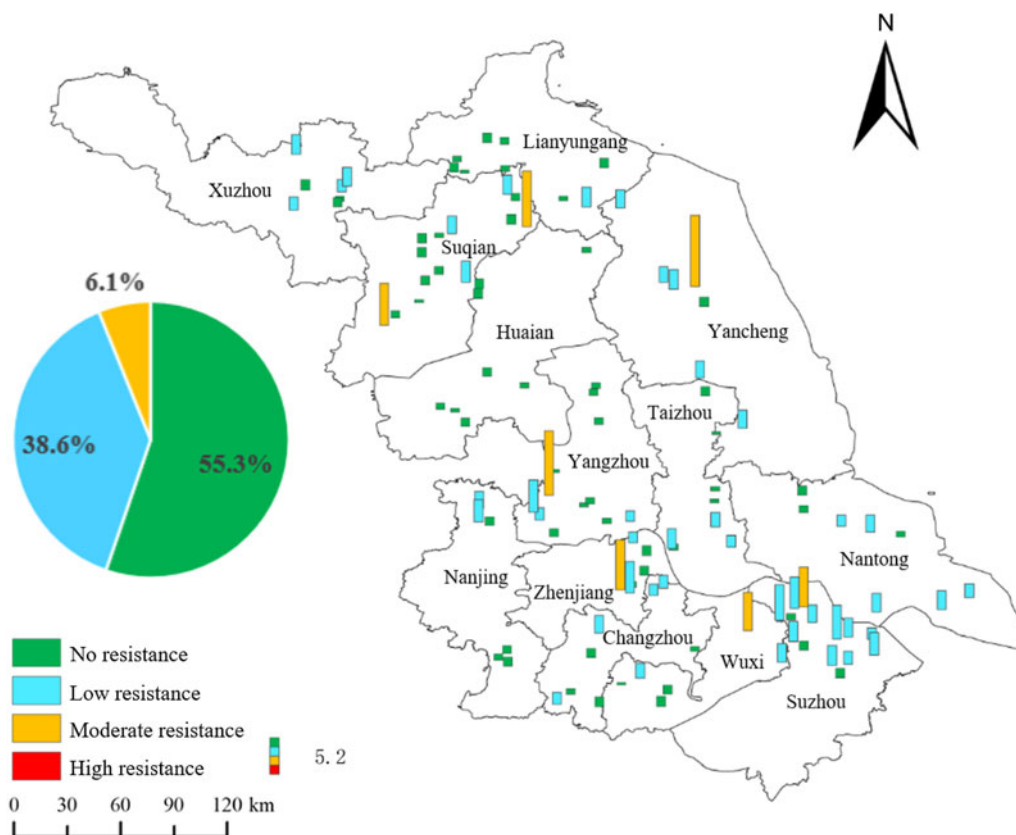 N
Lianyungang
Xuzhou
Suqian
6.1%
Huaian
Yancheng
Taizhou
38.6%
55.3%
Yangzhou
Nantong
Nanjing
Zhenjiang
Changzhou
Wuxi
Suzhou
No resistance
Low resistance
Moderate resistance
High resistance
5.2
0 30 60 90 120 km